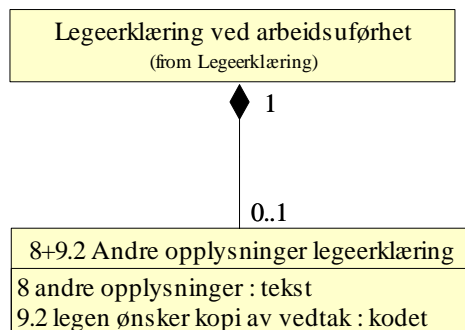 Legeerklæring ved arbeidsuførhet
(from Legeerklæring)
1
0..1
8+9.2 Andre opplysninger legeerklæring
8 andre opplysninger : tekst
9.2 legen ønsker kopi av vedtak : kodet